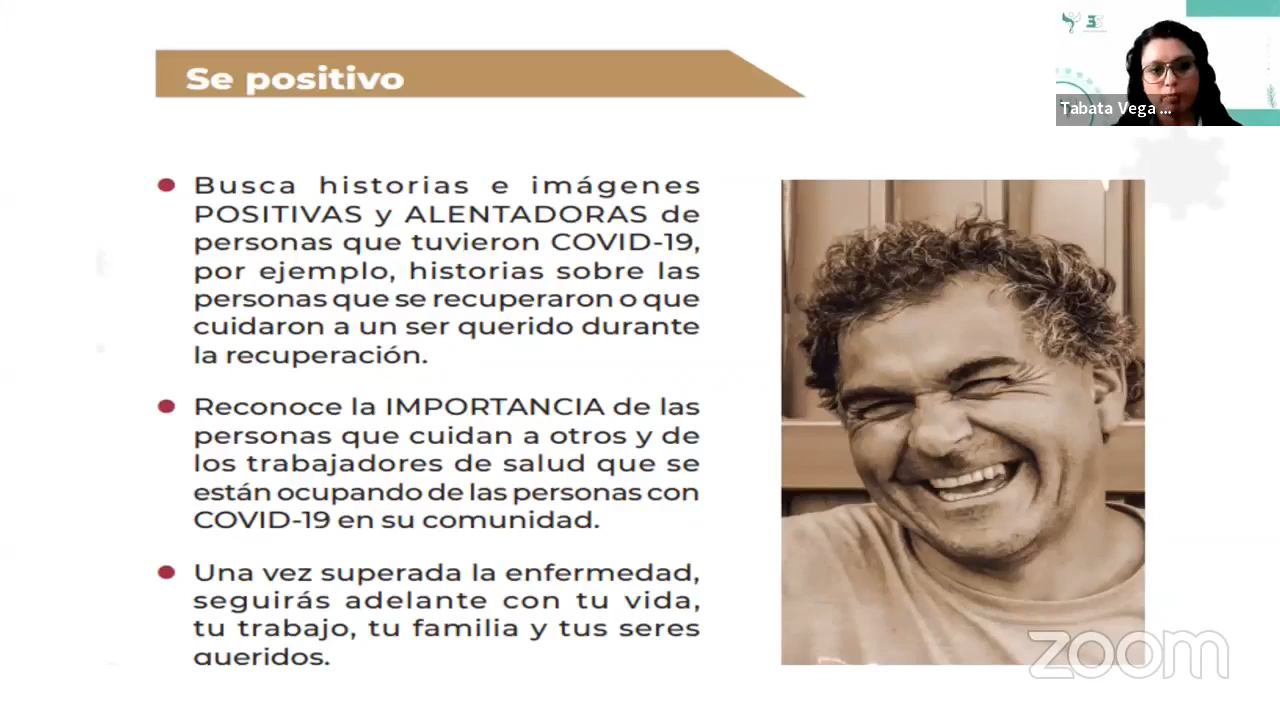 Se positivo
Tabata Vega ...
Busca historias e imágenes
POSITIVAS y ALENTADORAS de
personas que tuvieron COVID-19,
por ejemplo, historias sobre las
personas que se recuperaron o que
cuidaron a un ser querido durante
la recuperación.
Reconoce la IMPORTANCIA de las
personas que cuidan a otros y de
los trabajadores de salud que se
están ocupando de las personas con
COVID-19 en su comunidad.
Una vez superada la enfermedad,
seguirás adelante con tu vida,
tu trabajo, tu familia y tus seres
queridos.
zoom